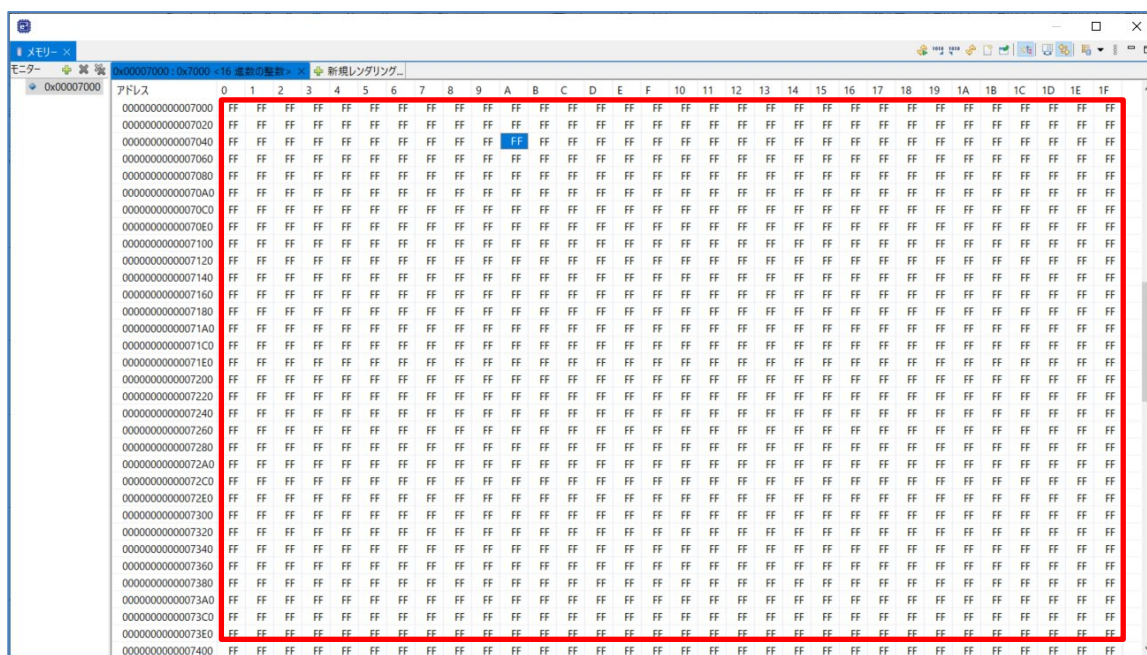 メモリー ×
モニター
0x00007000 : 0x7000 <16 進数の整数> × 新規レンダリング...
0x00007000
アドレス 0 1 2 3 4 5 6 7 8 9 A B C D E F 10 11 12 13 14 15 16 17 18 19 1A 1B 1C 1D 1E 1F
0000000000007000 FF FF FF FF FF FF FF FF FF FF FF FF FF FF FF FF FF FF FF FF FF FF FF FF FF FF FF FF FF FF FF FF
0000000000007020 FF FF FF FF FF FF FF FF FF FF FF FF FF FF FF FF FF FF FF FF FF FF FF FF FF FF FF FF FF FF FF FF
0000000000007040 FF FF FF FF FF FF FF FF FF FF FF FF FF FF FF FF FF FF FF FF FF FF FF FF FF FF FF FF FF FF FF FF
0000000000007060 FF FF FF FF FF FF FF FF FF FF FF FF FF FF FF FF FF FF FF FF FF FF FF FF FF FF FF FF FF FF FF FF
0000000000007080 FF FF FF FF FF FF FF FF FF FF FF FF FF FF FF FF FF FF FF FF FF FF FF FF FF FF FF FF FF FF FF FF
00000000000070A0 FF FF FF FF FF FF FF FF FF FF FF FF FF FF FF FF FF FF FF FF FF FF FF FF FF FF FF FF FF FF FF FF
00000000000070C0 FF FF FF FF FF FF FF FF FF FF FF FF FF FF FF FF FF FF FF FF FF FF FF FF FF FF FF FF FF FF FF FF
00000000000070E0 FF FF FF FF FF FF FF FF FF FF FF FF FF FF FF FF FF FF FF FF FF FF FF FF FF FF FF FF FF FF FF FF
0000000000007100 FF FF FF FF FF FF FF FF FF FF FF FF FF FF FF FF FF FF FF FF FF FF FF FF FF FF FF FF FF FF FF FF
0000000000007120 FF FF FF FF FF FF FF FF FF FF FF FF FF FF FF FF FF FF FF FF FF FF FF FF FF FF FF FF FF FF FF FF
0000000000007140 FF FF FF FF FF FF FF FF FF FF FF FF FF FF FF FF FF FF FF FF FF FF FF FF FF FF FF FF FF FF FF FF
0000000000007160 FF FF FF FF FF FF FF FF FF FF FF FF FF FF FF FF FF FF FF FF FF FF FF FF FF FF FF FF FF FF FF FF
0000000000007180 FF FF FF FF FF FF FF FF FF FF FF FF FF FF FF FF FF FF FF FF FF FF FF FF FF FF FF FF FF FF FF FF
00000000000071A0 FF FF FF FF FF FF FF FF FF FF FF FF FF FF FF FF FF FF FF FF FF FF FF FF FF FF FF FF FF FF FF FF
00000000000071C0 FF FF FF FF FF FF FF FF FF FF FF FF FF FF FF FF FF FF FF FF FF FF FF FF FF FF FF FF FF FF FF FF
00000000000071E0 FF FF FF FF FF FF FF FF FF FF FF FF FF FF FF FF FF FF FF FF FF FF FF FF FF FF FF FF FF FF FF FF
0000000000007200 FF FF FF FF FF FF FF FF FF FF FF FF FF FF FF FF FF FF FF FF FF FF FF FF FF FF FF FF FF FF FF FF
0000000000007220 FF FF FF FF FF FF FF FF FF FF FF FF FF FF FF FF FF FF FF FF FF FF FF FF FF FF FF FF FF FF FF FF
0000000000007240 FF FF FF FF FF FF FF FF FF FF FF FF FF FF FF FF FF FF FF FF FF FF FF FF FF FF FF FF FF FF FF FF
0000000000007260 FF FF FF FF FF FF FF FF FF FF FF FF FF FF FF FF FF FF FF FF FF FF FF FF FF FF FF FF FF FF FF FF
0000000000007280 FF FF FF FF FF FF FF FF FF FF FF FF FF FF FF FF FF FF FF FF FF FF FF FF FF FF FF FF FF FF FF FF
00000000000072A0 FF FF FF FF FF FF FF FF FF FF FF FF FF FF FF FF FF FF FF FF FF FF FF FF FF FF FF FF FF FF FF FF
00000000000072C0 FF FF FF FF FF FF FF FF FF FF FF FF FF FF FF FF FF FF FF FF FF FF FF FF FF FF FF FF FF FF FF FF
00000000000072E0 FF FF FF FF FF FF FF FF FF FF FF FF FF FF FF FF FF FF FF FF FF FF FF FF FF FF FF FF FF FF FF FF
0000000000007300 FF FF FF FF FF FF FF FF FF FF FF FF FF FF FF FF FF FF FF FF FF FF FF FF FF FF FF FF FF FF FF FF
0000000000007320 FF FF FF FF FF FF FF FF FF FF FF FF FF FF FF FF FF FF FF FF FF FF FF FF FF FF FF FF FF FF FF FF
0000000000007340 FF FF FF FF FF FF FF FF FF FF FF FF FF FF FF FF FF FF FF FF FF FF FF FF FF FF FF FF FF FF FF FF
0000000000007360 FF FF FF FF FF FF FF FF FF FF FF FF FF FF FF FF FF FF FF FF FF FF FF FF FF FF FF FF FF FF FF FF
0000000000007380 FF FF FF FF FF FF FF FF FF FF FF FF FF FF FF FF FF FF FF FF FF FF FF FF FF FF FF FF FF FF FF FF
00000000000073A0 FF FF FF FF FF FF FF FF FF FF FF FF FF FF FF FF FF FF FF FF FF FF FF FF FF FF FF FF FF FF FF FF
00000000000073C0 FF FF FF FF FF FF FF FF FF FF FF FF FF FF FF FF FF FF FF FF FF FF FF FF FF FF FF FF FF FF FF FF
00000000000073E0 FF FF FF FF FF FF FF FF FF FF FF FF FF FF FF FF FF FF FF FF FF FF FF FF FF FF FF FF FF FF FF FF
0000000000007400 FF FF FF FF FF FF FF FF FF FF FF FF FF FF FF FF FF FF FF FF FF FF FF FF FF FF FF FF FF FF FF FF